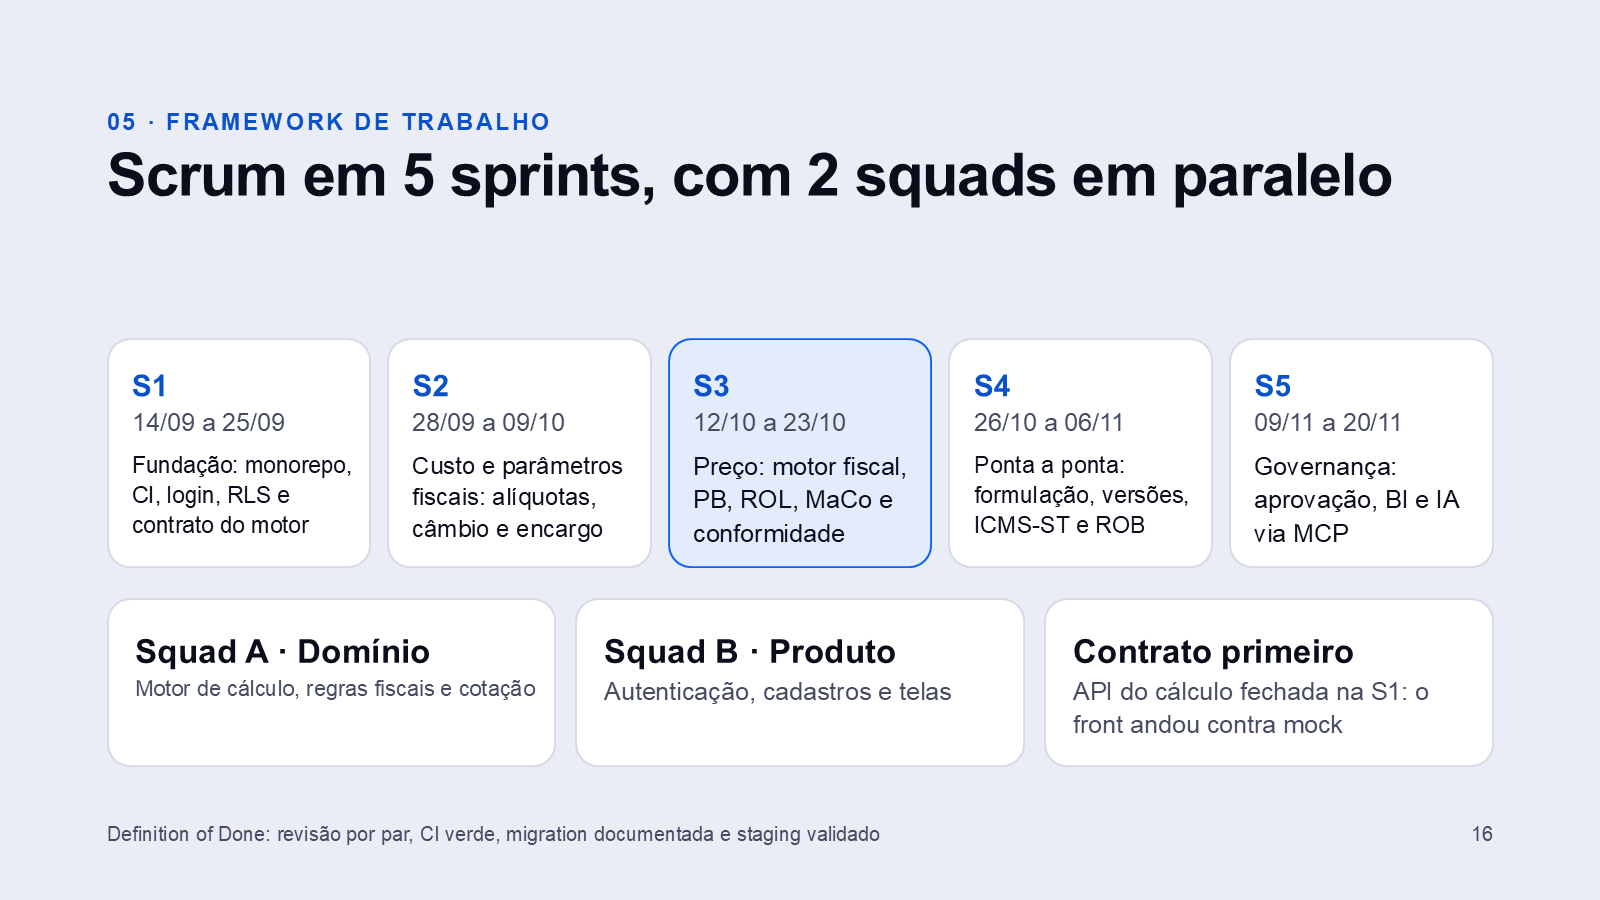 05 · FRAMEWORK DE TRABALHO
Scrum em 5 sprints, com 2 squads em paralelo
S1
14/09 a 25/09
Fundação: monorepo,
CI, login, RLS e
contrato do motor
S2
28/09 a 09/10
Custo e parâmetros
fiscais: alíquotas,
câmbio e encargo
S3
12/10 a 23/10
Preço: motor fiscal,
PB, ROL, MaCo e
conformidade
S4
26/10 a 06/11
Ponta a ponta:
formulação, versões,
ICMS-ST e ROB
S5
09/11 a 20/11
Governança:
aprovação, BI e IA
via MCP
Squad A · Domínio
Motor de cálculo, regras fiscais e cotação
Squad B · Produto
Autenticação, cadastros e telas
Contrato primeiro
API do cálculo fechada na S1: o
front andou contra mock
Definition of Done: revisão por par, CI verde, migration documentada e staging validado
16